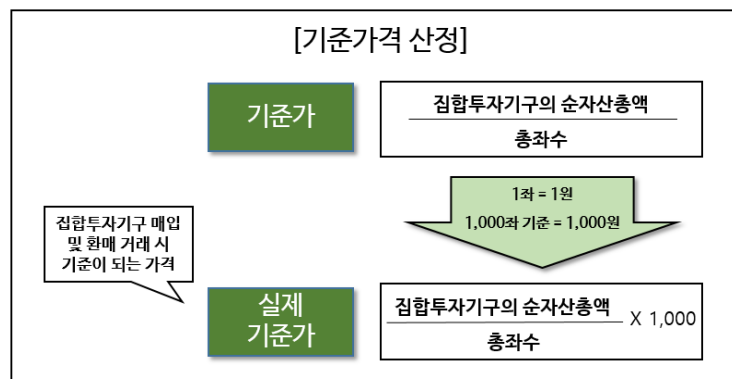 [기준가격 산정]
기준가
집합투자기구의 순자산총액
총좌수
1좌 = 1원
1,000좌 기준 = 1,000원
집합투자기구 매입
및 환매 거래 시
기준이 되는 가격
실제
기준가
집합투자기구의 순자산총액
총좌수
X 1,000